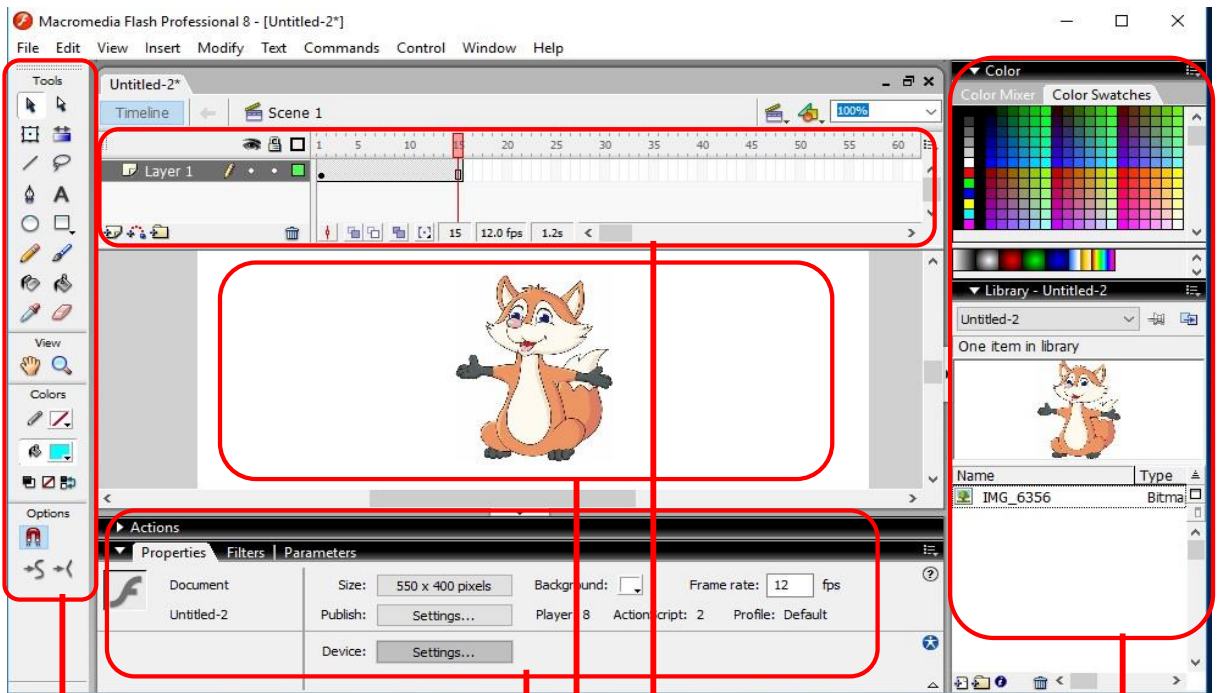 Macromedia Flash Professional 8 - [Untitled-2*]
File Edit View Insert Modify Text Commands Control Window Help
Tools
View
Colors
Options
Untitled-2*
Timeline Scene 1 100%
1 5 10 15 20 25 30 35 40 45 50 55 60
Layer 1
15 12.0 fps 1.2s
Actions
Properties Filters | Parameters
Document Size: 550 x 400 pixels Background: Frame rate: 12 fps
Untitled-2 Publish: Settings... Player: 8 ActionScript: 2 Profile: Default
Device: Settings...
Color
Color Mixer Color Swatches
Library - Untitled-2
Untitled-2
One item in library
Name Type
IMG_6356 Bitma